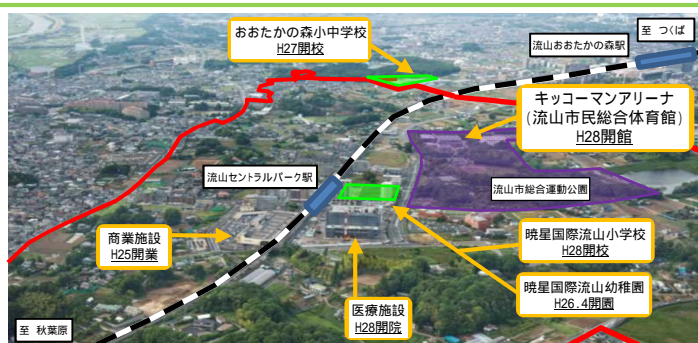 おおたかの森小中学校
H27開校
至 つくば
流山おおたかの森駅
キッコーマンアリーナ
(流山市民総合体育館)
H28開館
流山セントラルパーク駅
流山市総合運動公園
商業施設
H25開業
暁星国際流山小学校
H28開校
暁星国際流山幼稚園
H26.4開園
医療施設
H28開院
至 秋葉原